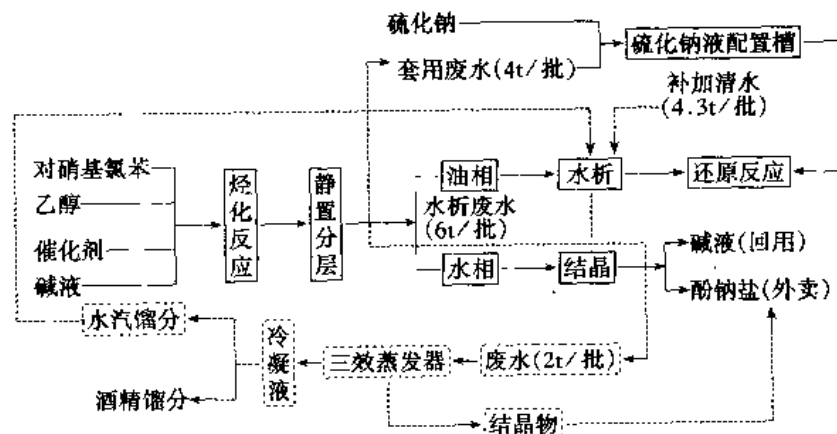 硫化钠
硫化钠液配置槽
套用废水(4t/批)
补加清水
(4.3t/批)
对硝基氯苯
乙醇
催化剂
碱液
烃化反应
静置分层
油相
水析
还原反应
水析废水
(6t/批)
水相
结晶
碱液(回用)
酚钠盐(外卖)
水汽馏分
冷凝液
三效蒸发器
废水(2t/批)
酒精馏分
结晶物